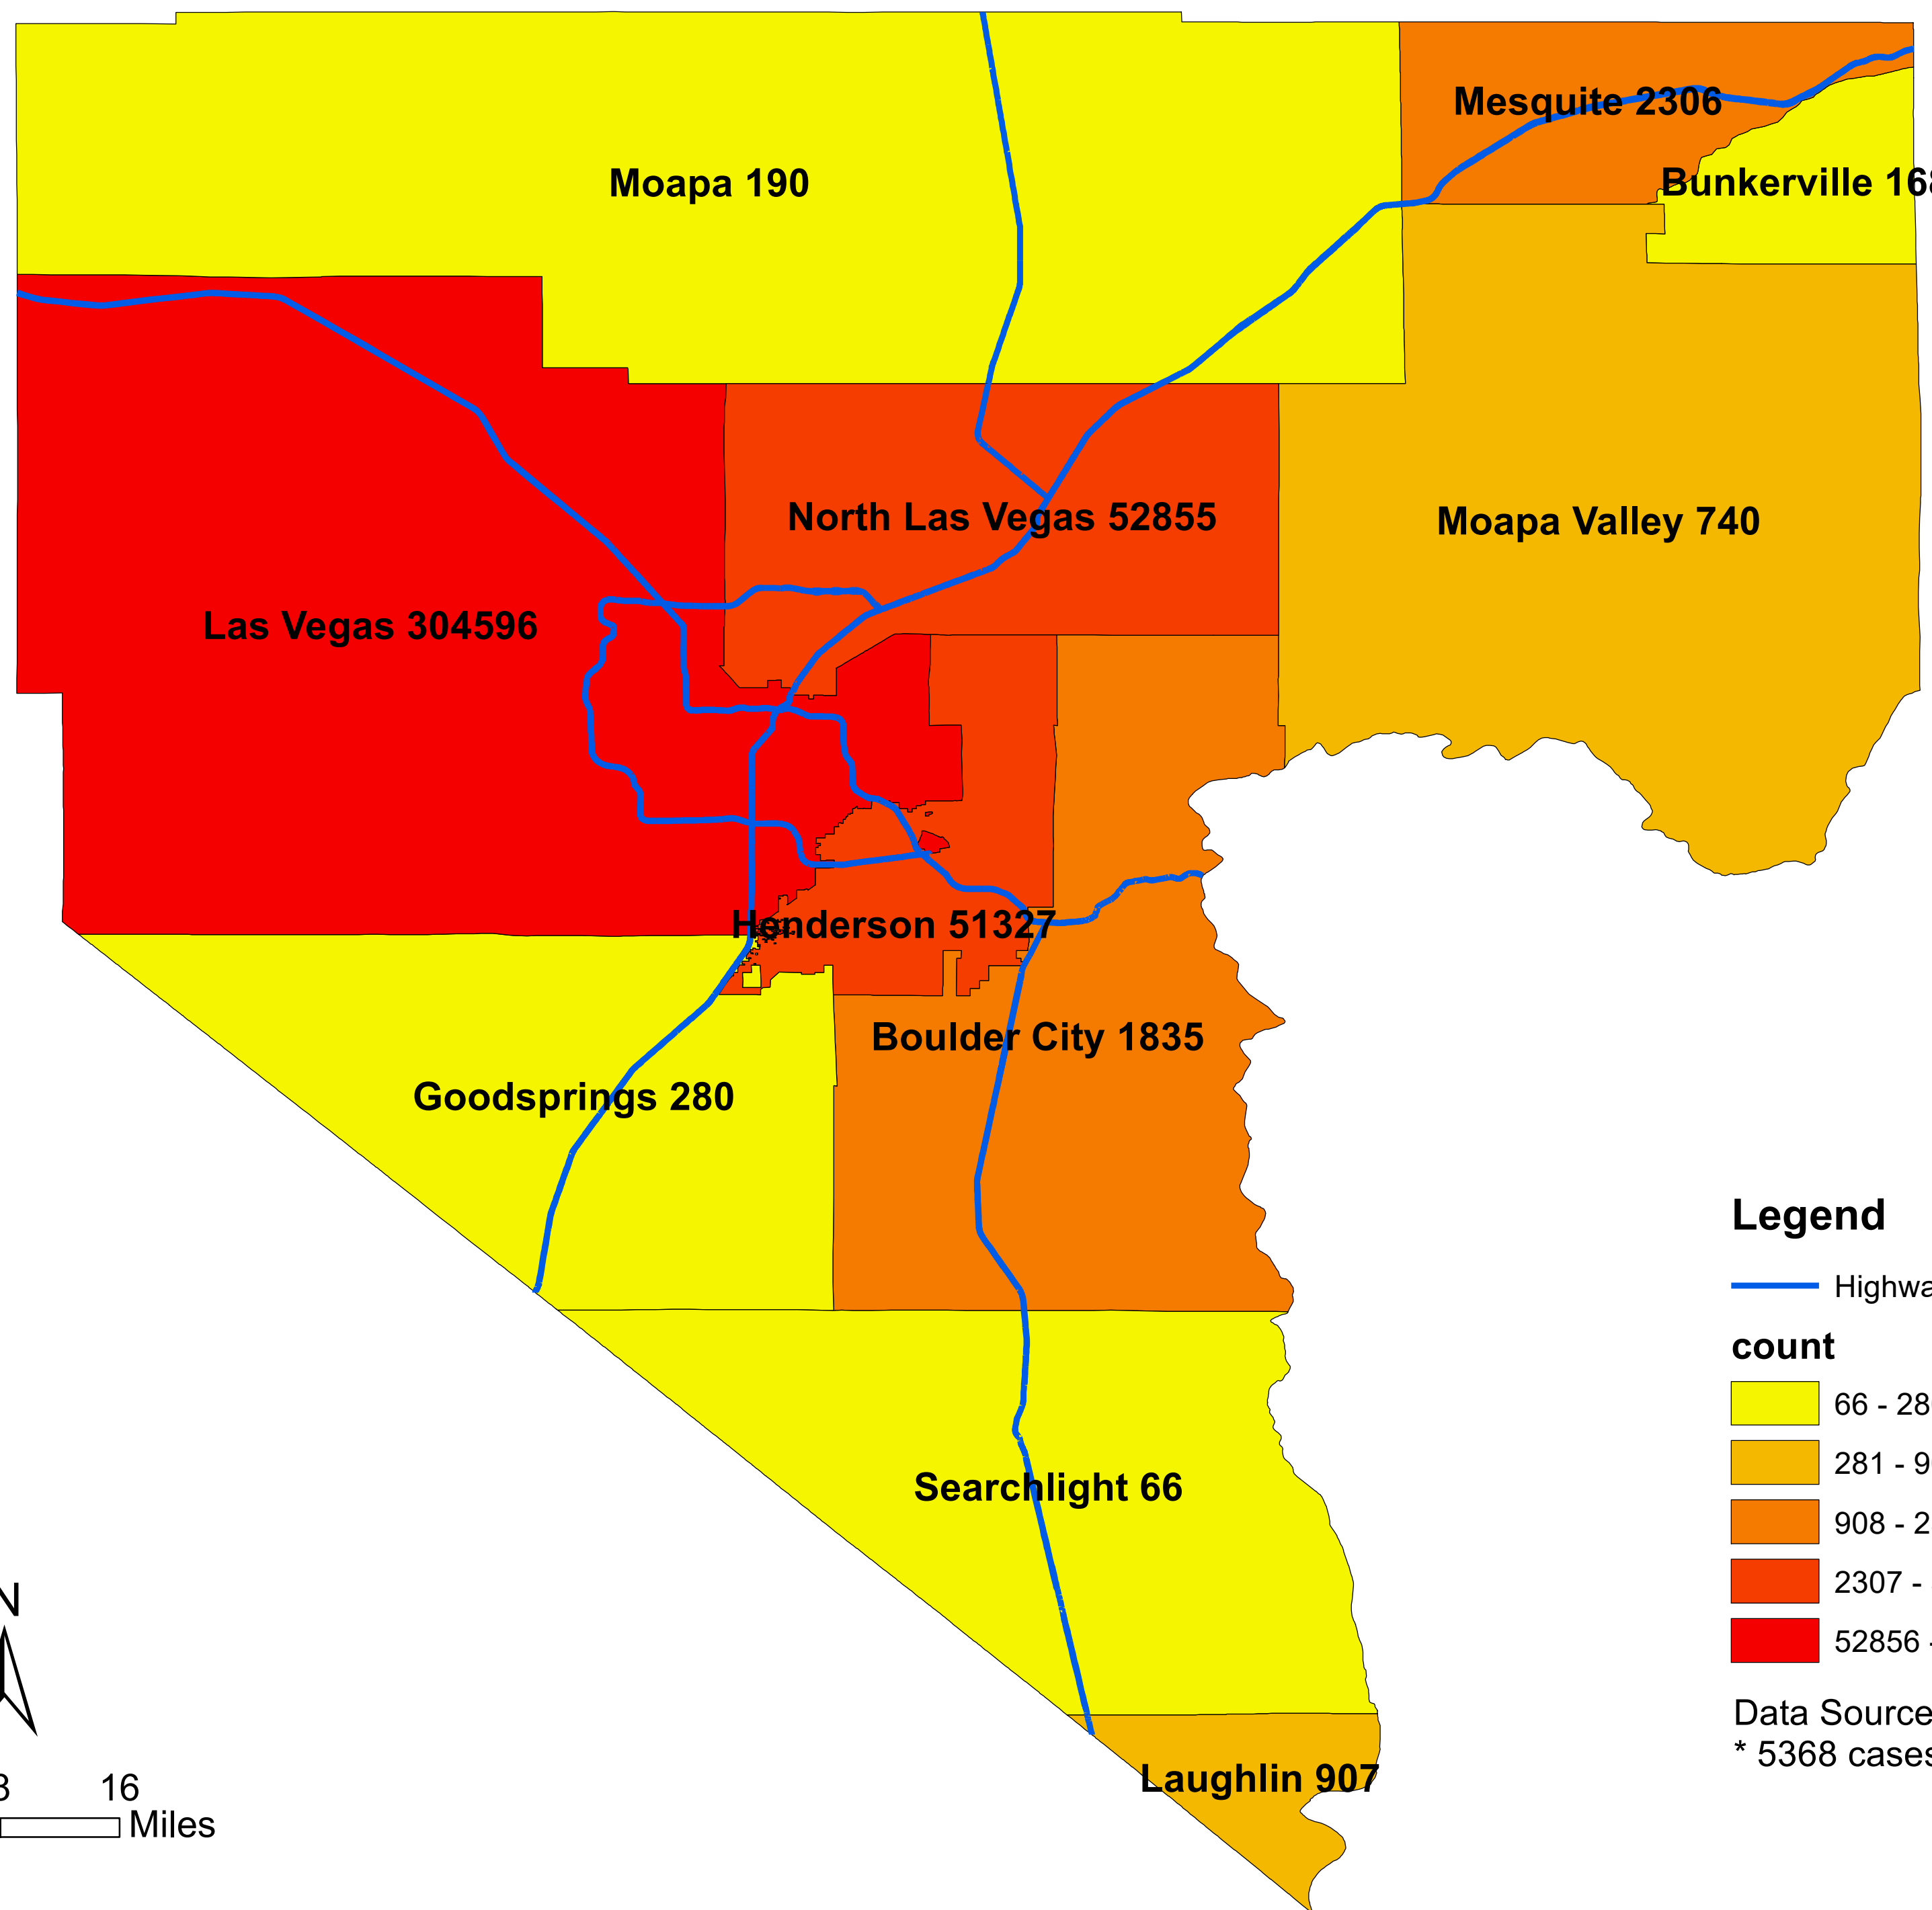 Mesquite 2306
Moapa 190
Bunkerville 168
North Las Vegas 52855
Moapa Valley 740
Las Vegas 304596
Henderson 51327
Boulder City 1835
Goodsprings 280
Searchlight 66
Laughlin 907
Legend
count
66 - 28
281 - 9
908 - 2
2307 -
52856 -
Data Source
* 5368 cases
N
16
Miles